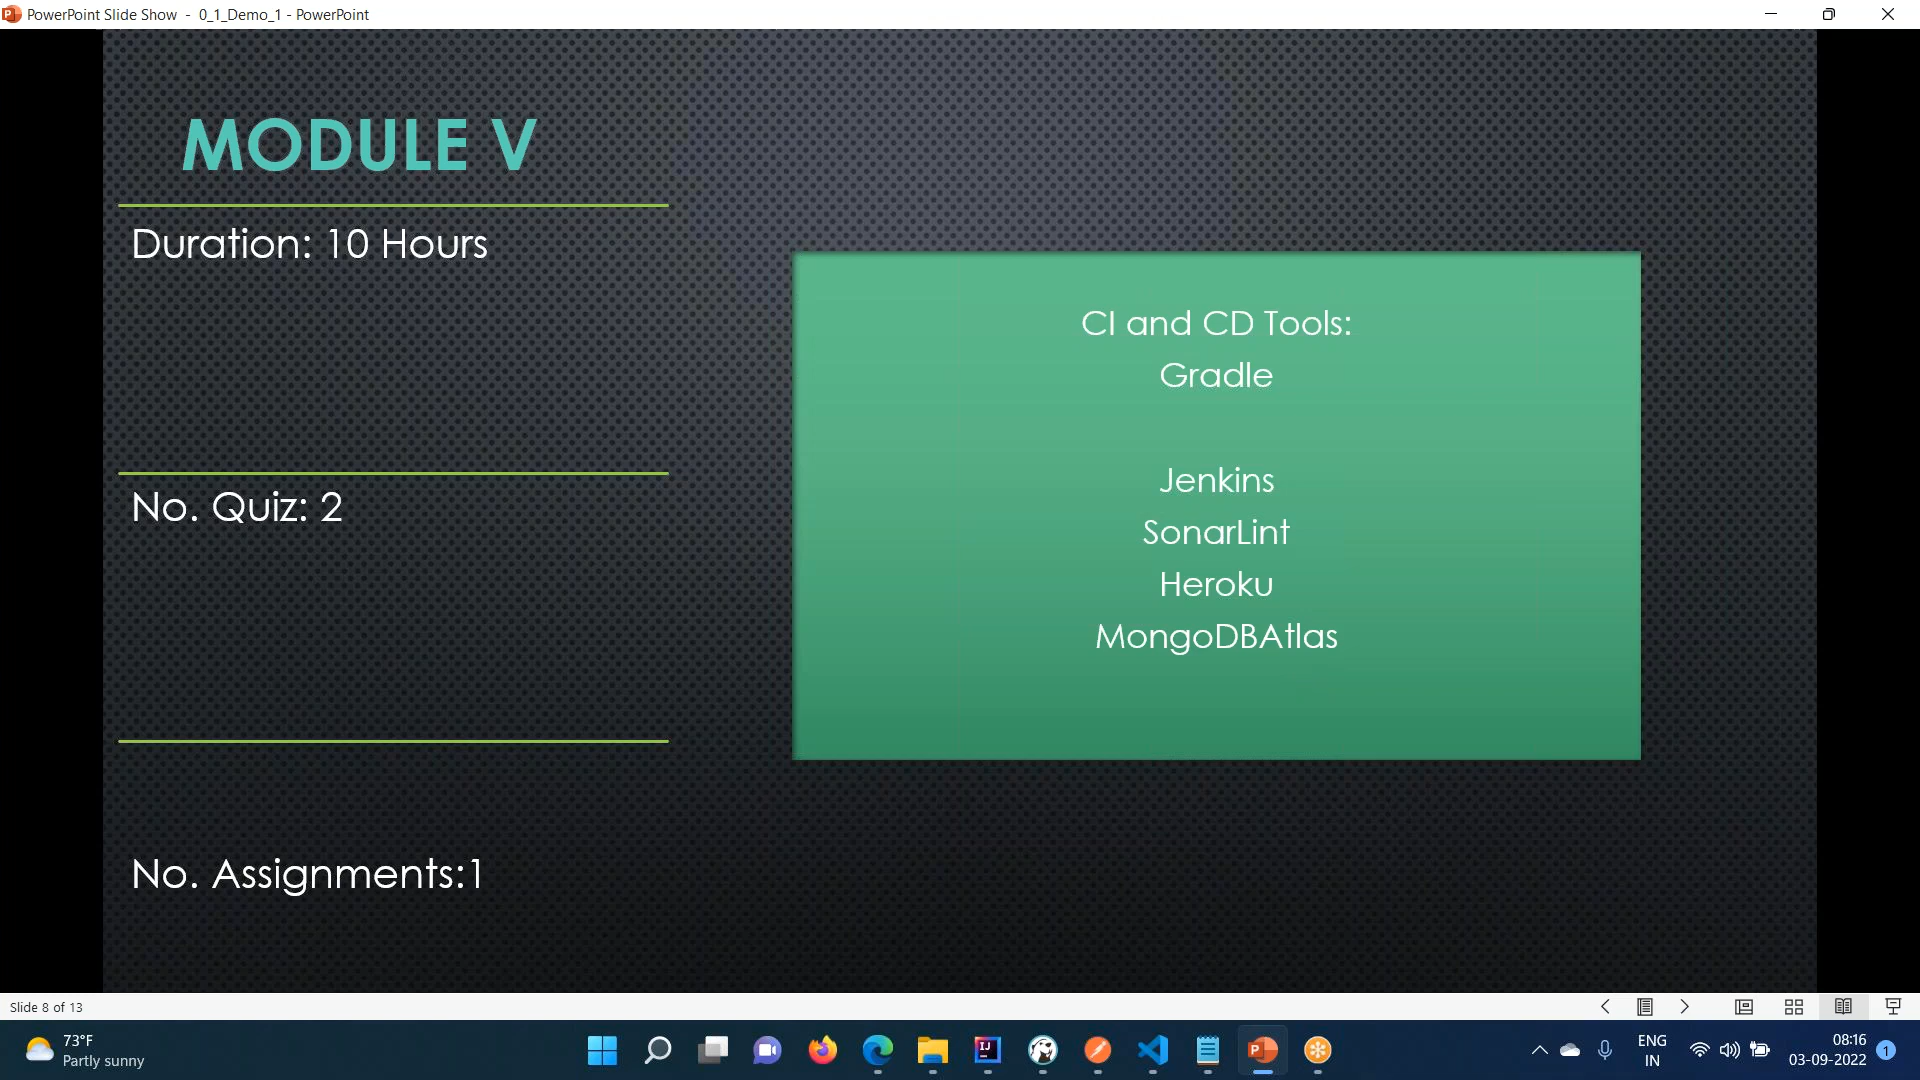 PowerPoint Slide Show - 0_1_Demo_1 - PowerPoint
MODULE V
Duration: 10 Hours
No. Quiz: 2
No. Assignments:1
CI and CD Tools:
Gradle
Jenkins
SonarLint
Heroku
MongoDBAtlas
Slide 8 of 13
73°F
Partly sunny
ENG
IN
08:16
03-09-2022
1